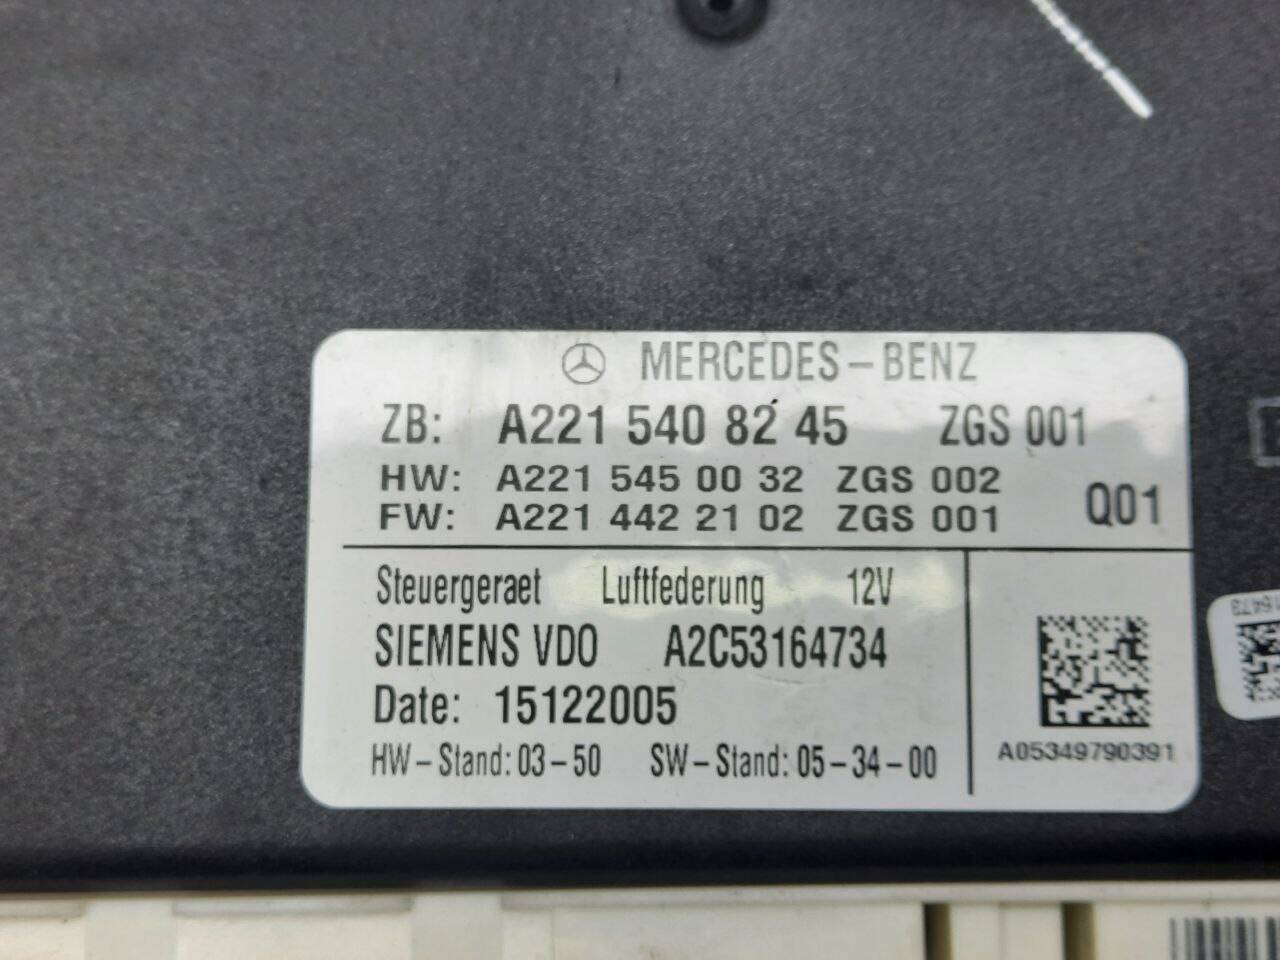 MERCEDES-BENZ
ZB: A221 540 82 45 ZGS 001
HW: A221 545 00 32 ZGS 002
FW: A221 442 21 02 ZGS 001 Q01
Steuergeraet Luftfederung 12V
SIEMENS VDO A2C53164734
Date: 15122005
HW-Stand: 03-50 SW-Stand: 05-34-00
A05349790391